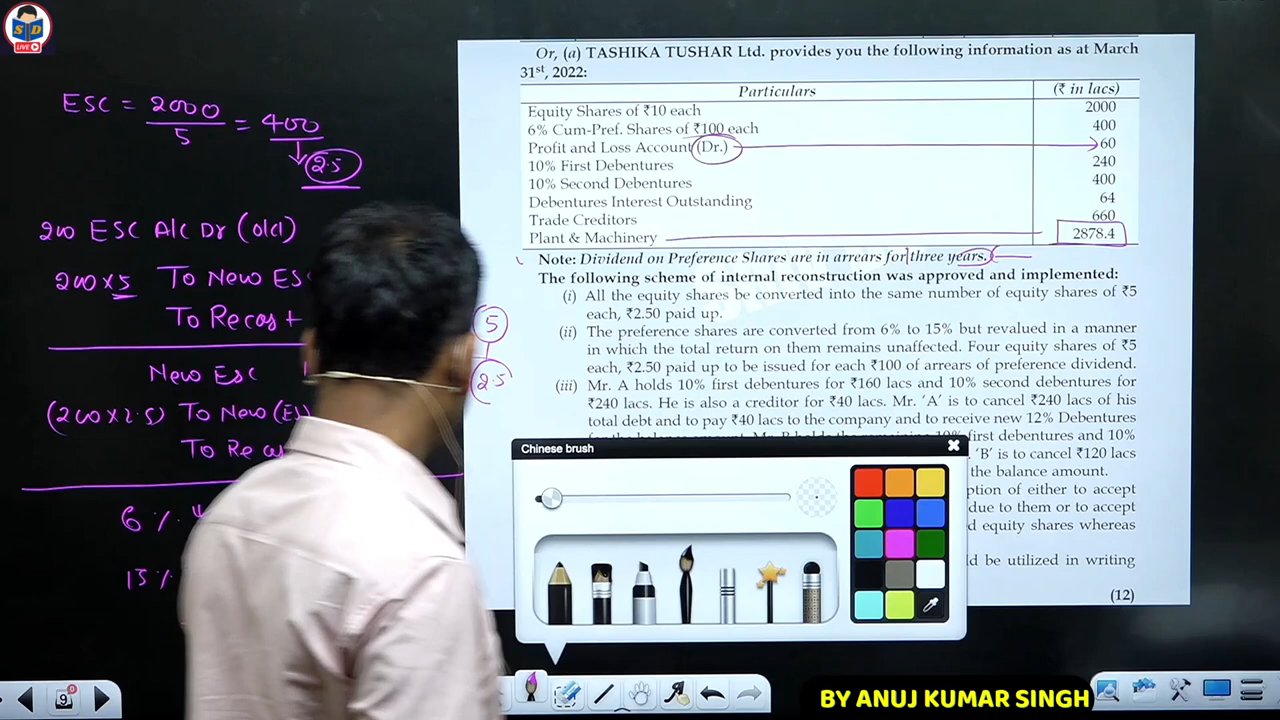 SD
LIVE
ESC = 2000
5
= 400
2.5
200 ESC A/c Dr (old)
200 x 5 To New Es
To Recos +
New Esc
(200x2.5) To New (Es
To Re
6 %
15 %
5
2.5
Or, (a) TASHIKA TUSHAR Ltd. provides you the following information as at March
31st, 2022:
Particulars (₹ in lacs)
Equity Shares of ₹10 each 2000
6% Cum-Pref. Shares of ₹100 each 400
Profit and Loss Account (Dr.) 60
10% First Debentures 240
10% Second Debentures 400
Debentures Interest Outstanding 64
Trade Creditors 660
Plant & Machinery 2878.4
Note: Dividend on Preference Shares are in arrears for three years.
The following scheme of internal reconstruction was approved and implemented:
(i) All the equity shares be converted into the same number of equity shares of ₹5
each, ₹2.50 paid up.
(ii) The preference shares are converted from 6% to 15% but revalued in a manner
in which the total return on them remains unaffected. Four equity shares of ₹5
each, ₹2.50 paid up to be issued for each ₹100 of arrears of preference dividend.
(iii) Mr. A holds 10% first debentures for ₹160 lacs and 10% second debentures for
₹240 lacs. He is also a creditor for ₹40 lacs. Mr. 'A' is to cancel ₹240 lacs of his
total debt and to pay ₹40 lacs to the company and to receive new 12% Debentures
first debentures and 10%
'B' is to cancel ₹120 lacs
the balance amount.
ption of either to accept
due to them or to accept
d equity shares whereas
ld be utilized in writing
(12)
Chinese brush
9
BY ANUJ KUMAR SINGH